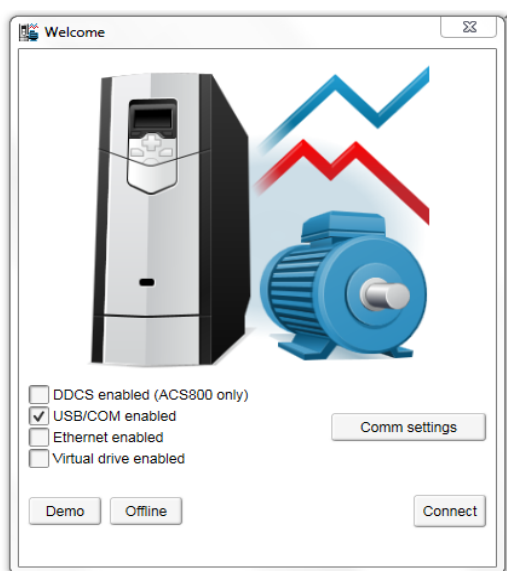 Welcome
DDCS enabled (ACS800 only)
USB/COM enabled
Ethernet enabled
Virtual drive enabled
Comm settings
Demo
Offline
Connect